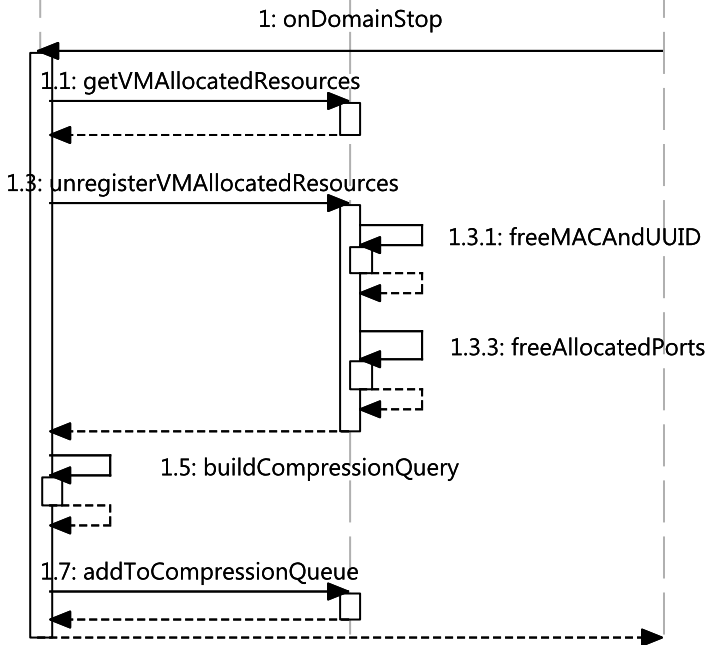 1: onDomainStop
1.1: getVMAllocatedResources
1.3: unregisterVMAllocatedResources
1.3.1: freeMACAndUUID
1.3.3: freeAllocatedPorts
1.5: buildCompressionQuery
1.7: addToCompressionQueue